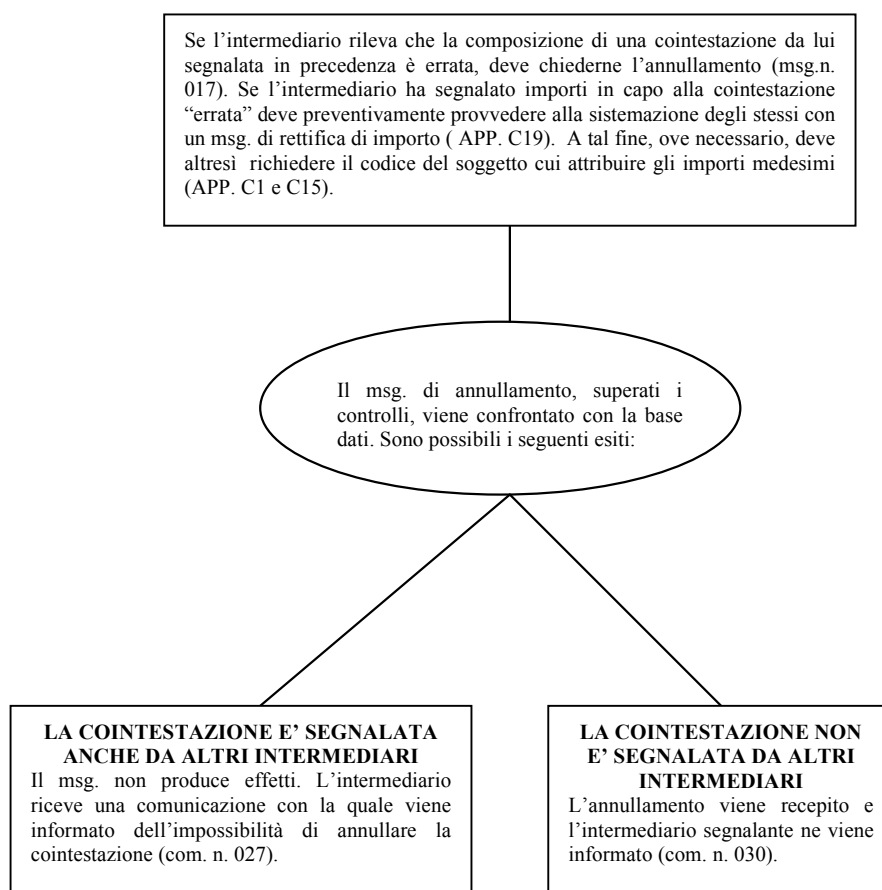 Se l’intermediario rileva che la composizione di una cointestazione da lui
segnalata in precedenza è errata, deve chiederne l’annullamento (msg.n.
017). Se l’intermediario ha segnalato importi in capo alla cointestazione
“errata” deve preventivamente provvedere alla sistemazione degli stessi con
un msg. di rettifica di importo ( APP. C19). A tal fine, ove necessario, deve
altresì richiedere il codice del soggetto cui attribuire gli importi medesimi
(APP. C1 e C15).
Il msg. di annullamento, superati i
controlli, viene confrontato con la base
dati. Sono possibili i seguenti esiti:
LA COINTESTAZIONE E’ SEGNALATA
ANCHE DA ALTRI INTERMEDIARI
Il msg. non produce effetti. L’intermediario
riceve una comunicazione con la quale viene
informato dell’impossibilità di annullare la
cointestazione (com. n. 027).
LA COINTESTAZIONE NON
E’ SEGNALATA DA ALTRI
INTERMEDIARI
L’annullamento viene recepito e
l’intermediario segnalante ne viene
informato (com. n. 030).